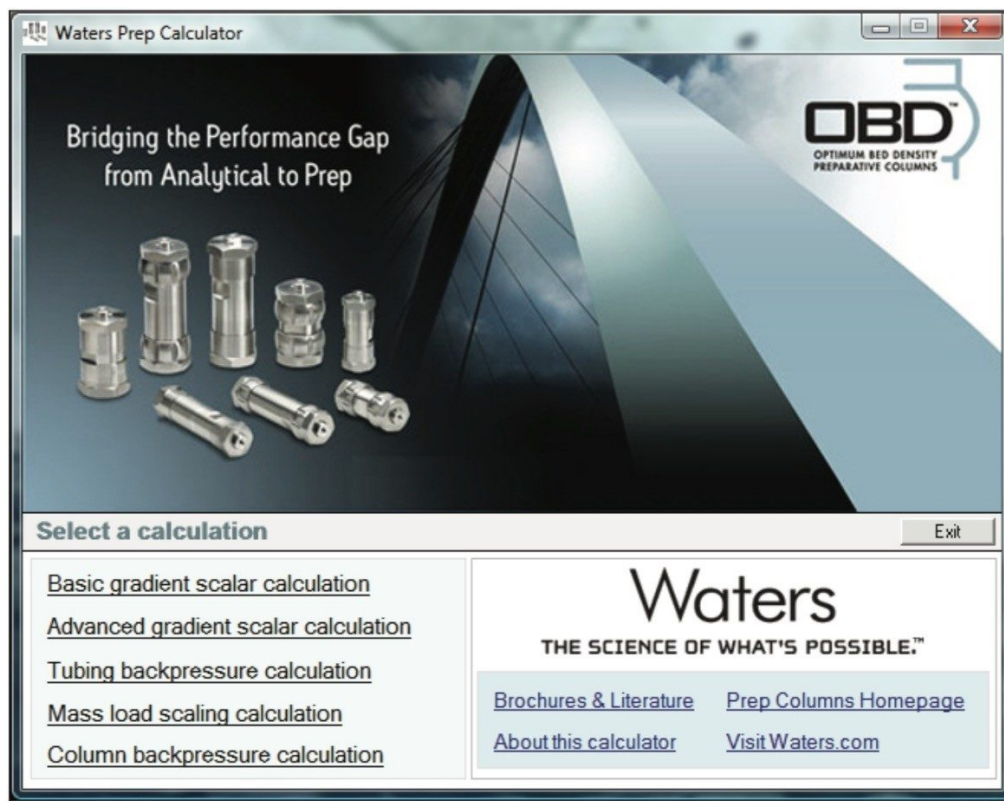 Waters Prep Calculator
Bridging the Performance Gap
from Analytical to Prep
OBD™
OPTIMUM BED DENSITY
PREPARATIVE COLUMNS
Select a calculation
Exit
Basic gradient scalar calculation
Advanced gradient scalar calculation
Tubing backpressure calculation
Mass load scaling calculation
Column backpressure calculation
Waters
THE SCIENCE OF WHAT'S POSSIBLE.™
Brochures & Literature
Prep Columns Homepage
About this calculator
Visit Waters.com